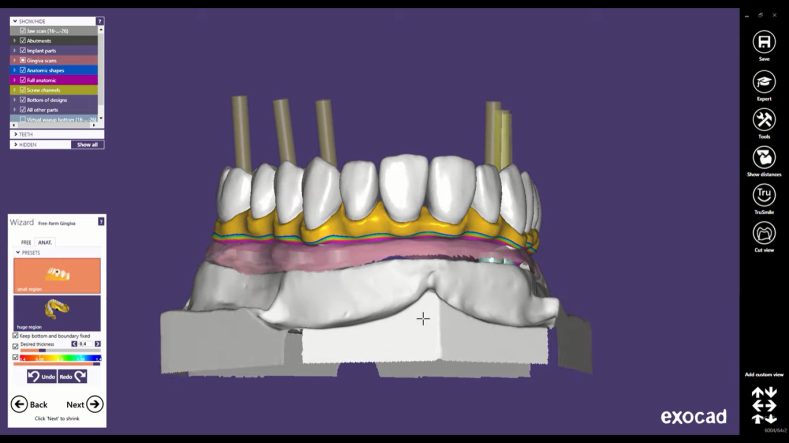 SHOW/HIDE
?
Jaw scan (16-...-26)
Abutments
Implant parts
Gingiva scans
Anatomic shapes
Full anatomic
Screw channels
Bottom of designs
All other parts
Virtual waxup bottom (16-...-26)
TEETH
HIDDEN
Show all
Wizard Free-form Gingiva
FREE ANAT.
PRESETS
small region
huge region
Keep bottom and boundary fixed
Desired thickness 0,4
Undo Redo
Back Next
Click 'Next' to shrink
Save
Expert
Tools
Show distances
Tru
TruSmile
Cut view
Add custom view
exocad